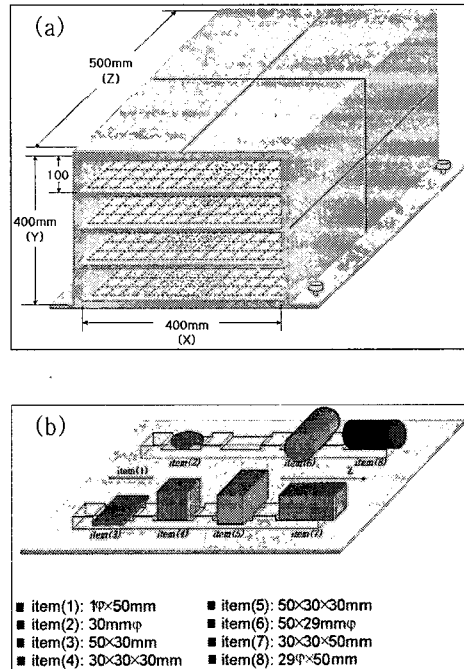 (a)
500mm
(Z)
100
400mm
(Y)
400mm
(X)
(b)
item(2)
item(6)
item(8)
item(1)
Z
item(3)
item(4)
item(5)
item(7)
■ item(1): 1φ×50mm
■ item(2): 30mmφ
■ item(3): 50×30mm
■ item(4): 30×30×30mm
■ item(5): 50×30×30mm
■ item(6): 50×29mmφ
■ item(7): 30×30×50mm
■ item(8): 29φ×50mm